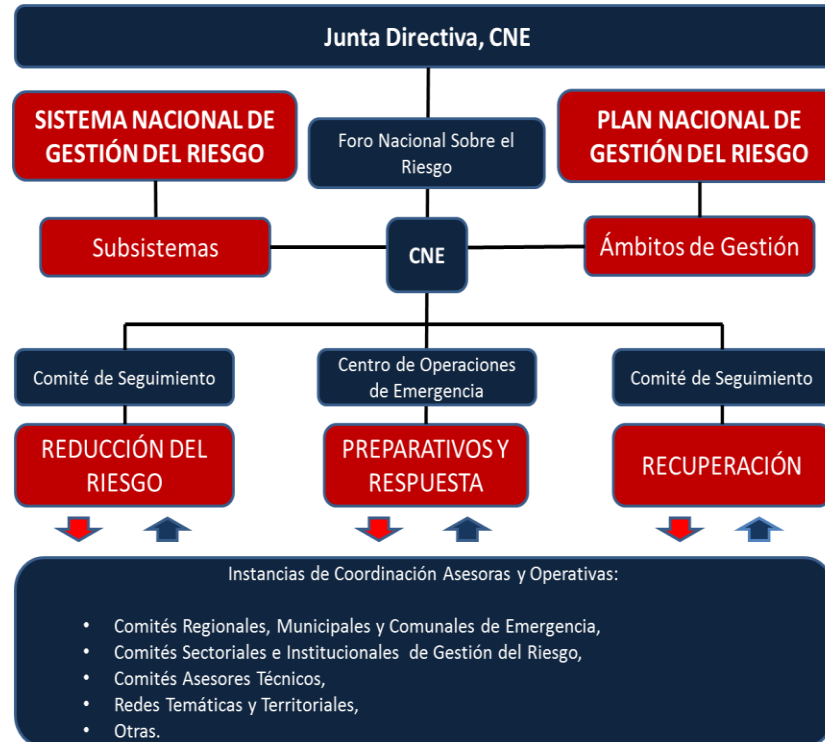 Junta Directiva, CNE
SISTEMA NACIONAL DE
GESTIÓN DEL RIESGO
Foro Nacional Sobre el
Riesgo
PLAN NACIONAL DE
GESTIÓN DEL RIESGO
Subsistemas
CNE
Ámbitos de Gestión
Comité de Seguimiento
Centro de Operaciones
de Emergencia
Comité de Seguimiento
REDUCCIÓN DEL
RIESGO
PREPARATIVOS Y
RESPUESTA
RECUPERACIÓN
Instancias de Coordinación Asesoras y Operativas:
• Comités Regionales, Municipales y Comunales de Emergencia,
• Comités Sectoriales e Institucionales de Gestión del Riesgo,
• Comités Asesores Técnicos,
• Redes Temáticas y Territoriales,
• Otras.